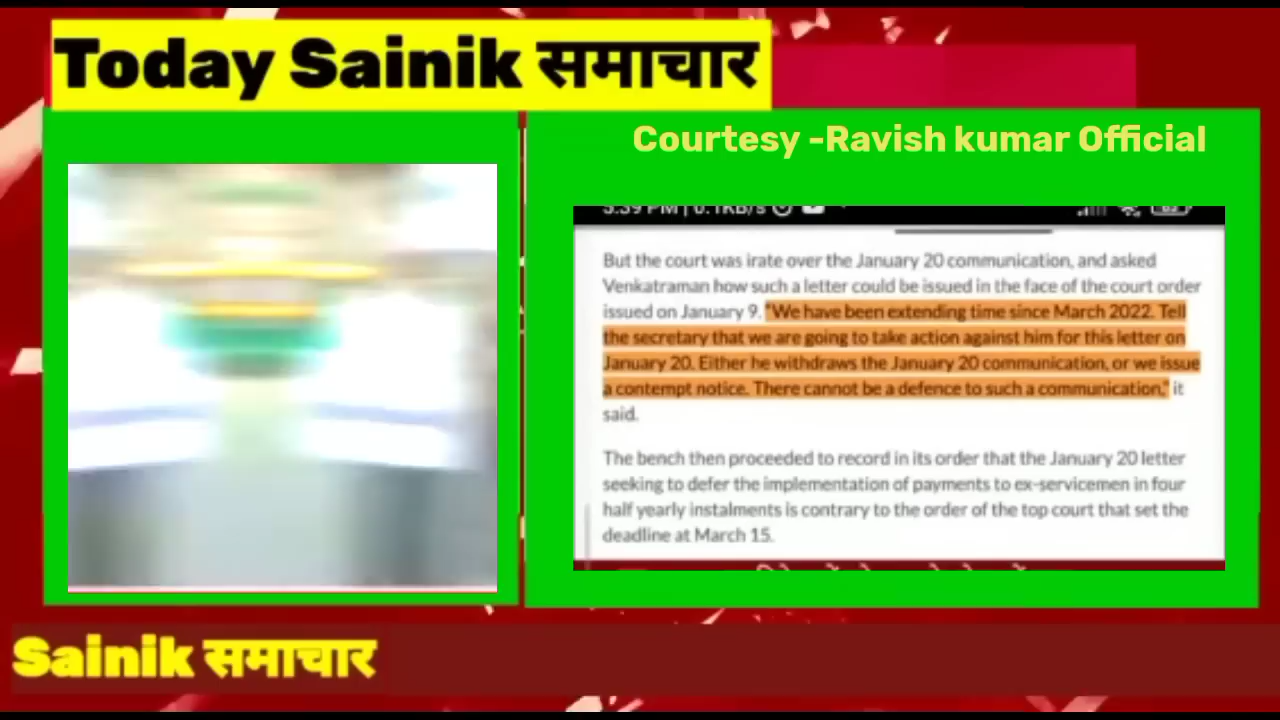 Today Sainik समाचार
Courtesy -Ravish kumar Official
5:39 PM | 0.1KB/s
But the court was irate over the January 20 communication, and asked
Venkatraman how such a letter could be issued in the face of the court order
issued on January 9. "We have been extending time since March 2022. Tell
the secretary that we are going to take action against him for this letter on
January 20. Either he withdraws the January 20 communication, or we issue
a contempt notice. There cannot be a defence to such a communication," it
said.
The bench then proceeded to record in its order that the January 20 letter
seeking to defer the implementation of payments to ex-servicemen in four
half yearly instalments is contrary to the order of the top court that set the
deadline at March 15.
Sainik समाचार